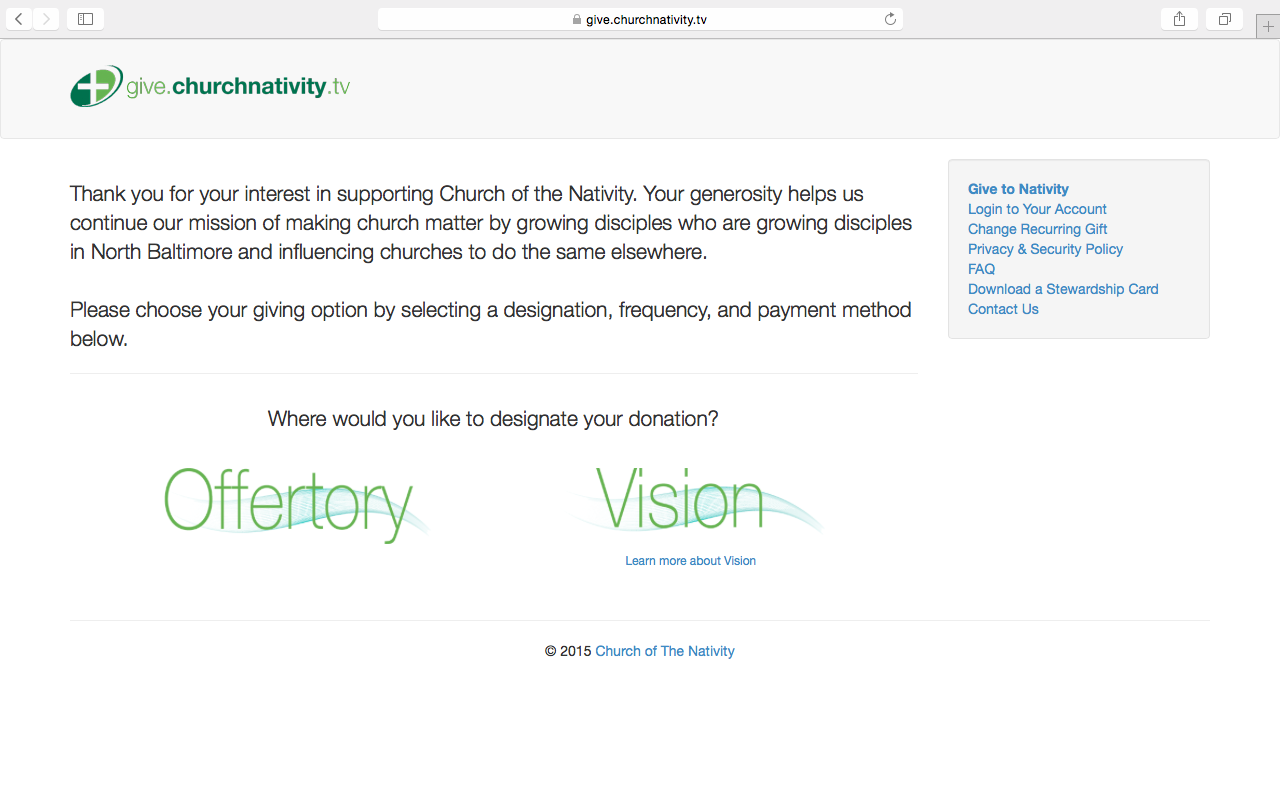 give.churchnativity.tv
give.churchnativity.tv
Thank you for your interest in supporting Church of the Nativity. Your generosity helps us
continue our mission of making church matter by growing disciples who are growing disciples
in North Baltimore and influencing churches to do the same elsewhere.
Please choose your giving option by selecting a designation, frequency, and payment method
below.
Give to Nativity
Login to Your Account
Change Recurring Gift
Privacy & Security Policy
FAQ
Download a Stewardship Card
Contact Us
Where would you like to designate your donation?
Offertory
Vision
Learn more about Vision
© 2015 Church of The Nativity